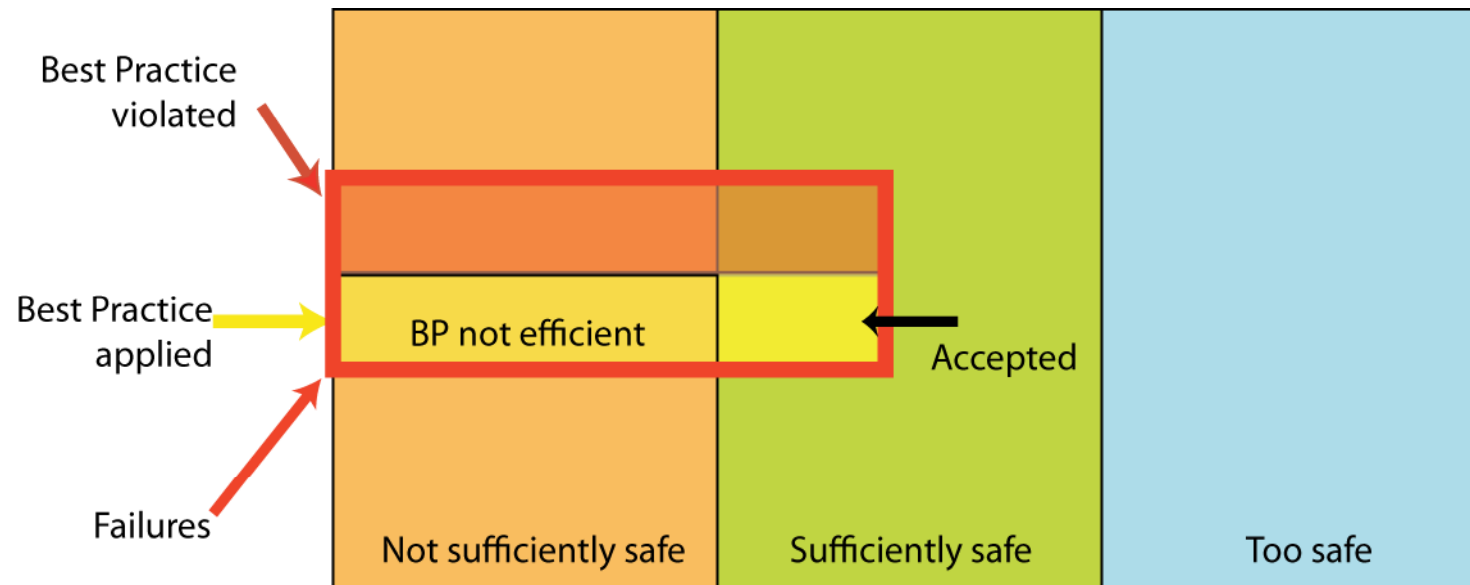 Best Practice
violated
Best Practice
applied
BP not efficient
Accepted
Failures
Not sufficiently safe
Sufficiently safe
Too safe